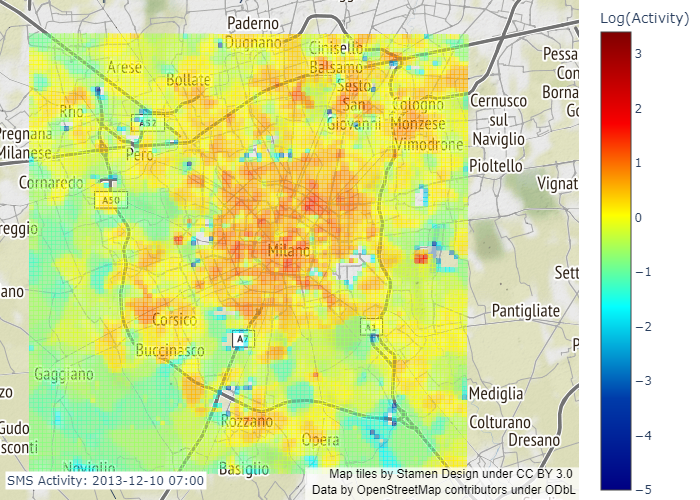 Paderno
Dugnano
Cinisello
Balsamo
Arese
Bollate
Sesto
San
Giovanni
Rho
Cologno
Monzese
Vimodrone
Cernusco
sul
Naviglio
Pioltello
Pessa
Con
Borna
Go
Vignat
Pregnana
Milanese
A52
Pero
Cornaredo
A50
reggio
Milano
Sett
ano
Corsico
Pantigliate
A1
A7
Buccinasco
P
Gaggiano
zo
Mediglia
Gudo
sconti
Rozzano
Colturano
Dresano
Opera
Noviglio
Basiglio
SMS Activity: 2013-12-10 07:00
Map tiles by Stamen Design under CC BY 3.0
Data by OpenStreetMap contributors under ODbL
Log(Activity)
3
2
1
0
−1
−2
−3
−4
−5